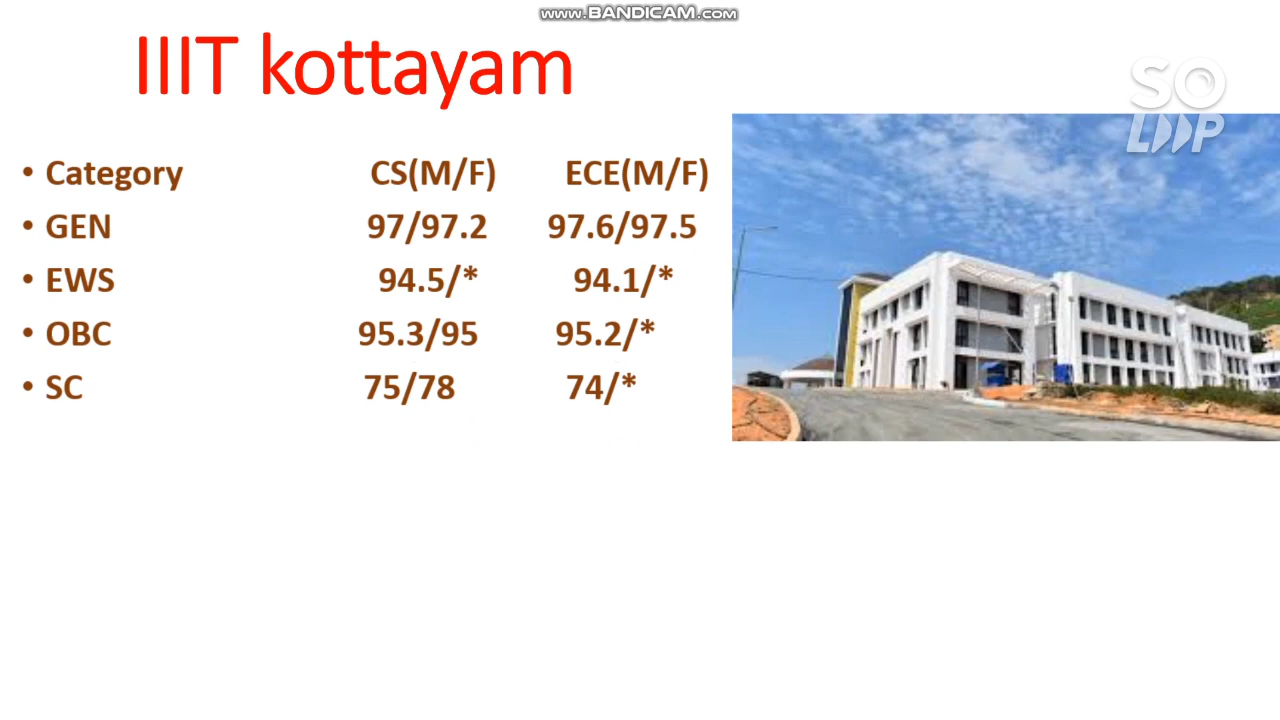 www.BANDICAM.com
IIIT kottayam
SO
LOOP
• Category CS(M/F) ECE(M/F)
• GEN 97/97.2 97.6/97.5
• EWS 94.5/* 94.1/*
• OBC 95.3/95 95.2/*
• SC 75/78 74/*